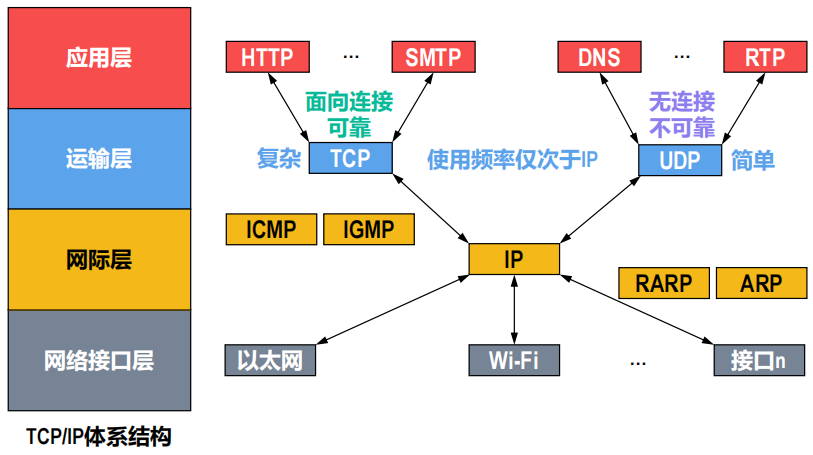 应用层
HTTP ... SMTP DNS ... RTP
面向连接 无连接
可靠 不可靠
运输层
复杂 TCP 使用频率仅次于IP UDP 简单
ICMP IGMP
网际层
IP
RARP ARP
网络接口层
以太网 Wi-Fi ... 接口n
TCP/IP体系结构